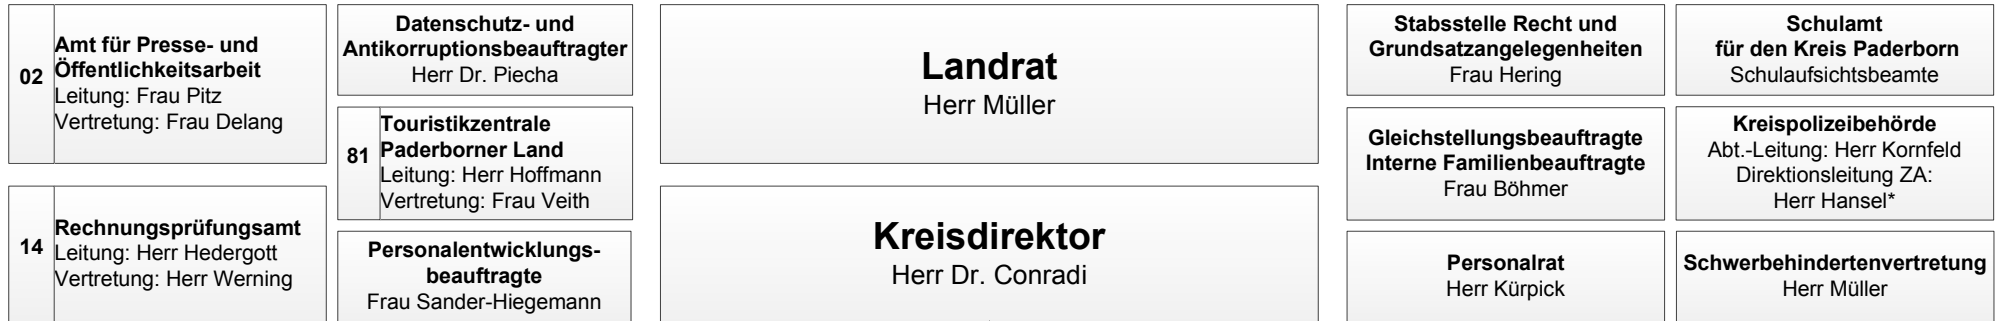 02
Amt für Presse- und
Öffentlichkeitsarbeit
Leitung: Frau Pitz
Vertretung: Frau Delang
14
Rechnungsprüfungsamt
Leitung: Herr Hedergott
Vertretung: Herr Werning
Datenschutz- und
Antikorruptionsbeauftragter
Herr Dr. Piecha
81
Touristikzentrale
Paderborner Land
Leitung: Herr Hoffmann
Vertretung: Frau Veith
Personalentwicklungs-
beauftragte
Frau Sander-Hiegemann
Landrat
Herr Müller
Kreisdirektor
Herr Dr. Conradi
Stabsstelle Recht und
Grundsatzangelegenheiten
Frau Hering
Gleichstellungsbeauftragte
Interne Familienbeauftragte
Frau Böhmer
Personalrat
Herr Kürpick
Schulamt
für den Kreis Paderborn
Schulaufsichtsbeamte
Kreispolizeibehörde
Abt.-Leitung: Herr Kornfeld
Direktionsleitung ZA:
Herr Hansel*
Schwerbehindertenvertretung
Herr Müller